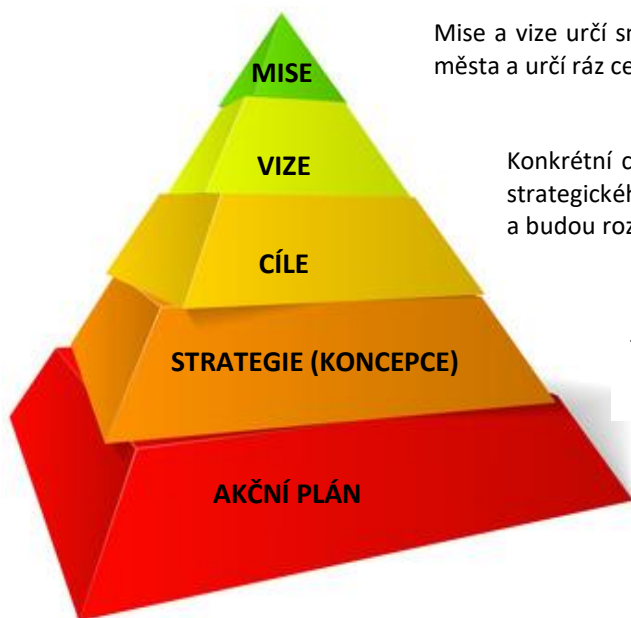 Mise a vize určí
MISE
města a určí ráz
VIZE
Konkrétní
a budou
CÍLE
STRATEGIE (KONCEPCE)
AKČNÍ PLÁN